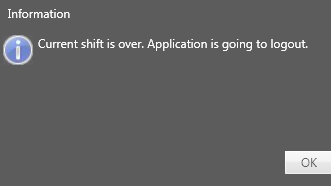 Information
Current shift is over. Application is going to logout.
OK